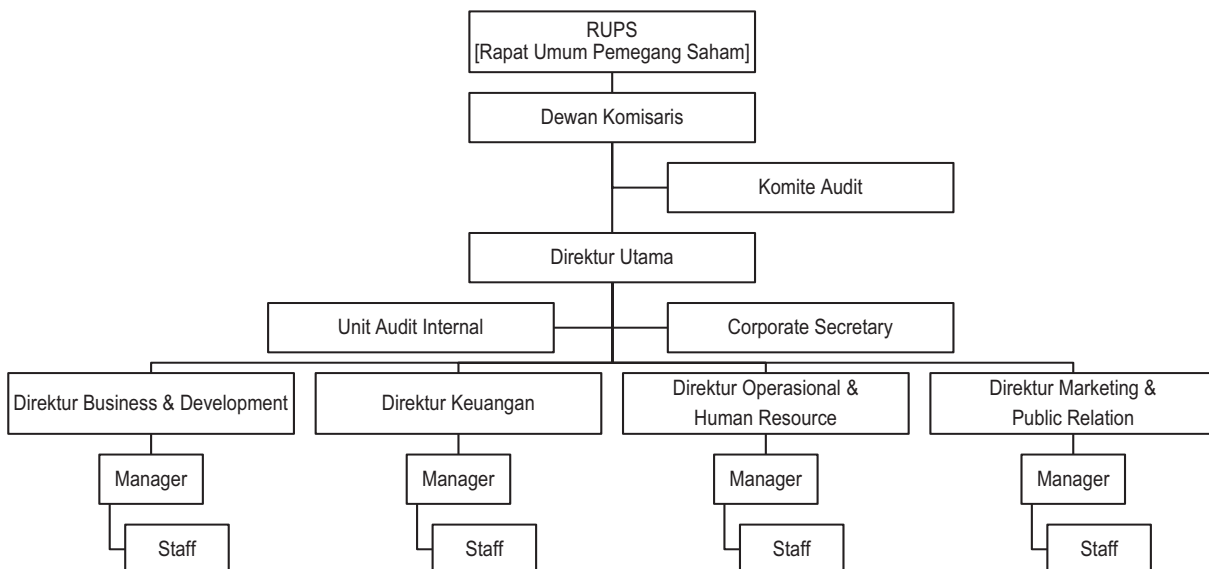 RUPS
[Rapat Umum Pemegang Saham]
Dewan Komisaris
Komite Audit
Direktur Utama
Unit Audit Internal
Corporate Secretary
Direktur Business & Development
Direktur Keuangan
Direktur Operasional &
Human Resource
Direktur Marketing &
Public Relation
Manager
Manager
Manager
Manager
Staff
Staff
Staff
Staff